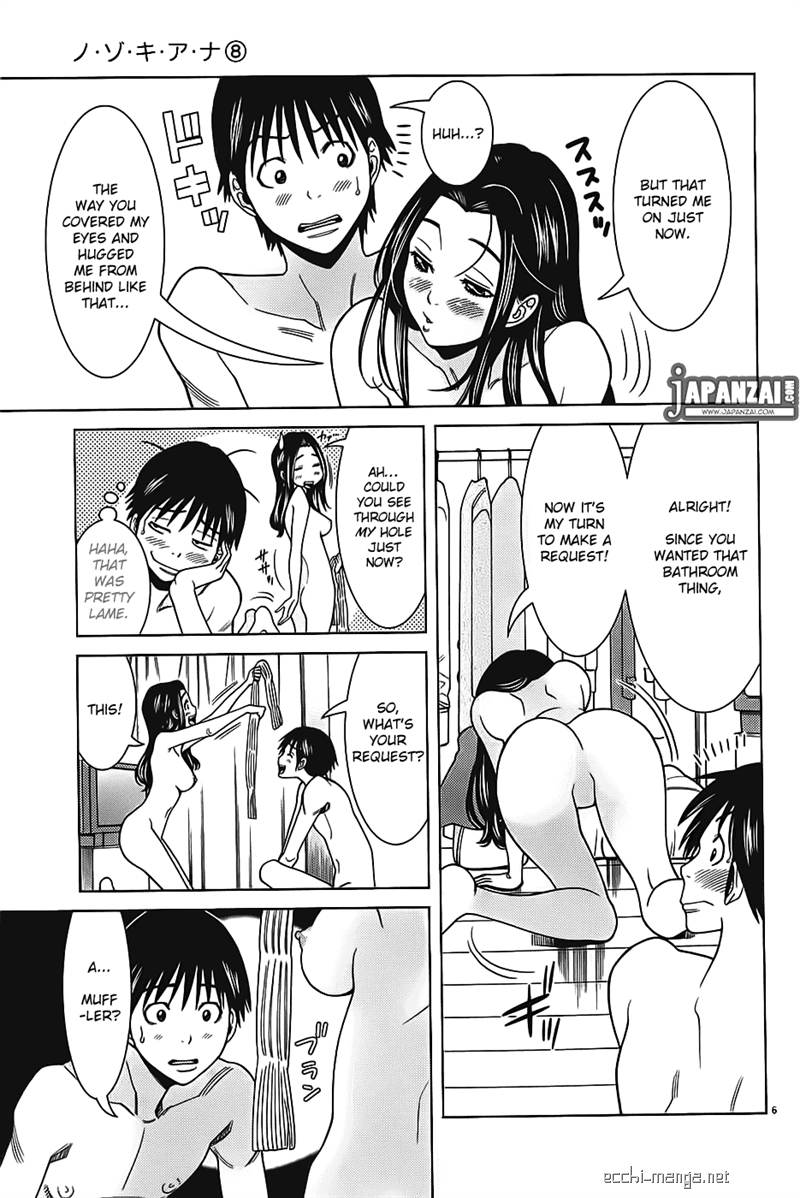 ノ・ゾ・キ・ア・ナ⑧
BUT THAT
TURNED ME
ON JUST
NOW.
スススッ
HUH...?
ドキッ
THE
WAY YOU
COVERED MY
EYES AND
HUGGED
ME FROM
BEHIND LIKE
THAT...
JAPANZAI.COM
WWW.JAPANZAI.COM
ALRIGHT!
SINCE YOU
WANTED THAT
BATHROOM
THING,
NOW IT'S
MY TURN
TO MAKE A
REQUEST!
AH...
COULD
YOU SEE
THROUGH
MY HOLE
JUST
NOW?
HAHA,
THAT
WAS
PRETTY
LAME.
SO,
WHAT'S
YOUR
REQUEST?
THIS!
A...
MUFF
-LER?
ブラン
6
ecchi-manga.net